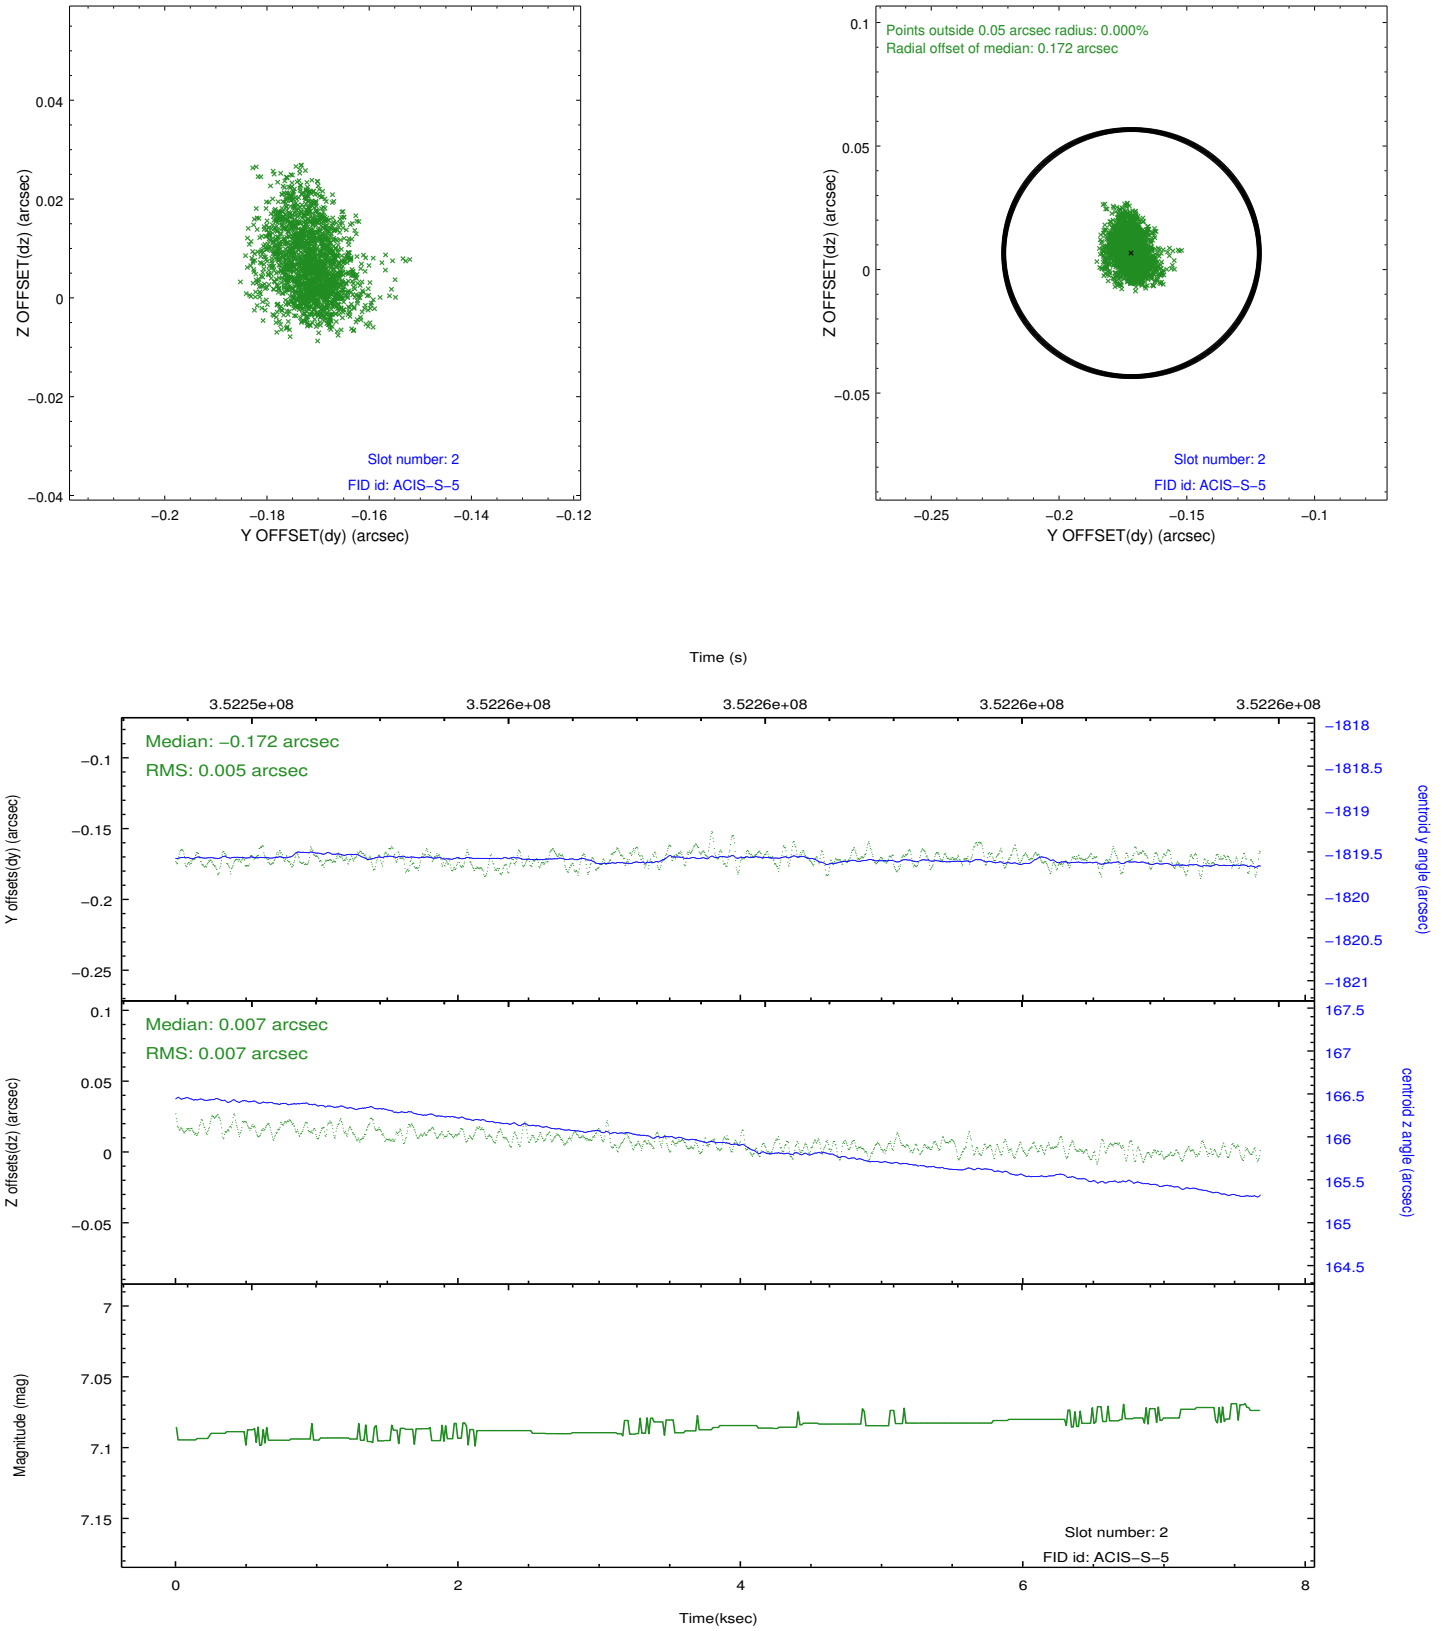 0.04
0.02
0
−0.02
−0.04
Z OFFSET(dz) (arcsec)
Slot number: 2
FID id: ACIS−S−5
−0.2
−0.18
−0.16
−0.14
−0.12
Y OFFSET(dy) (arcsec)
Points outside 0.05 arcsec radius: 0.000%
Radial offset of median: 0.172 arcsec
0.1
0.05
0
−0.05
Z OFFSET(dz) (arcsec)
Slot number: 2
FID id: ACIS−S−5
−0.25
−0.2
−0.15
−0.1
Y OFFSET(dy) (arcsec)
Time (s)
3.5225e+08
3.5226e+08
3.5226e+08
3.5226e+08
3.5226e+08
Median: −0.172 arcsec
RMS: 0.005 arcsec
−0.1
−0.15
−0.2
−0.25
Y offsets(dy) (arcsec)
−1818
−1818.5
−1819
−1819.5
−1820
−1820.5
−1821
centroid y angle (arcsec)
Median: 0.007 arcsec
RMS: 0.007 arcsec
0.1
0.05
0
−0.05
Z offsets(dz) (arcsec)
167.5
167
166.5
166
165.5
165
164.5
centroid z angle (arcsec)
7
7.05
7.1
7.15
Magnitude (mag)
Slot number: 2
FID id: ACIS−S−5
0
2
4
6
8
Time(ksec)